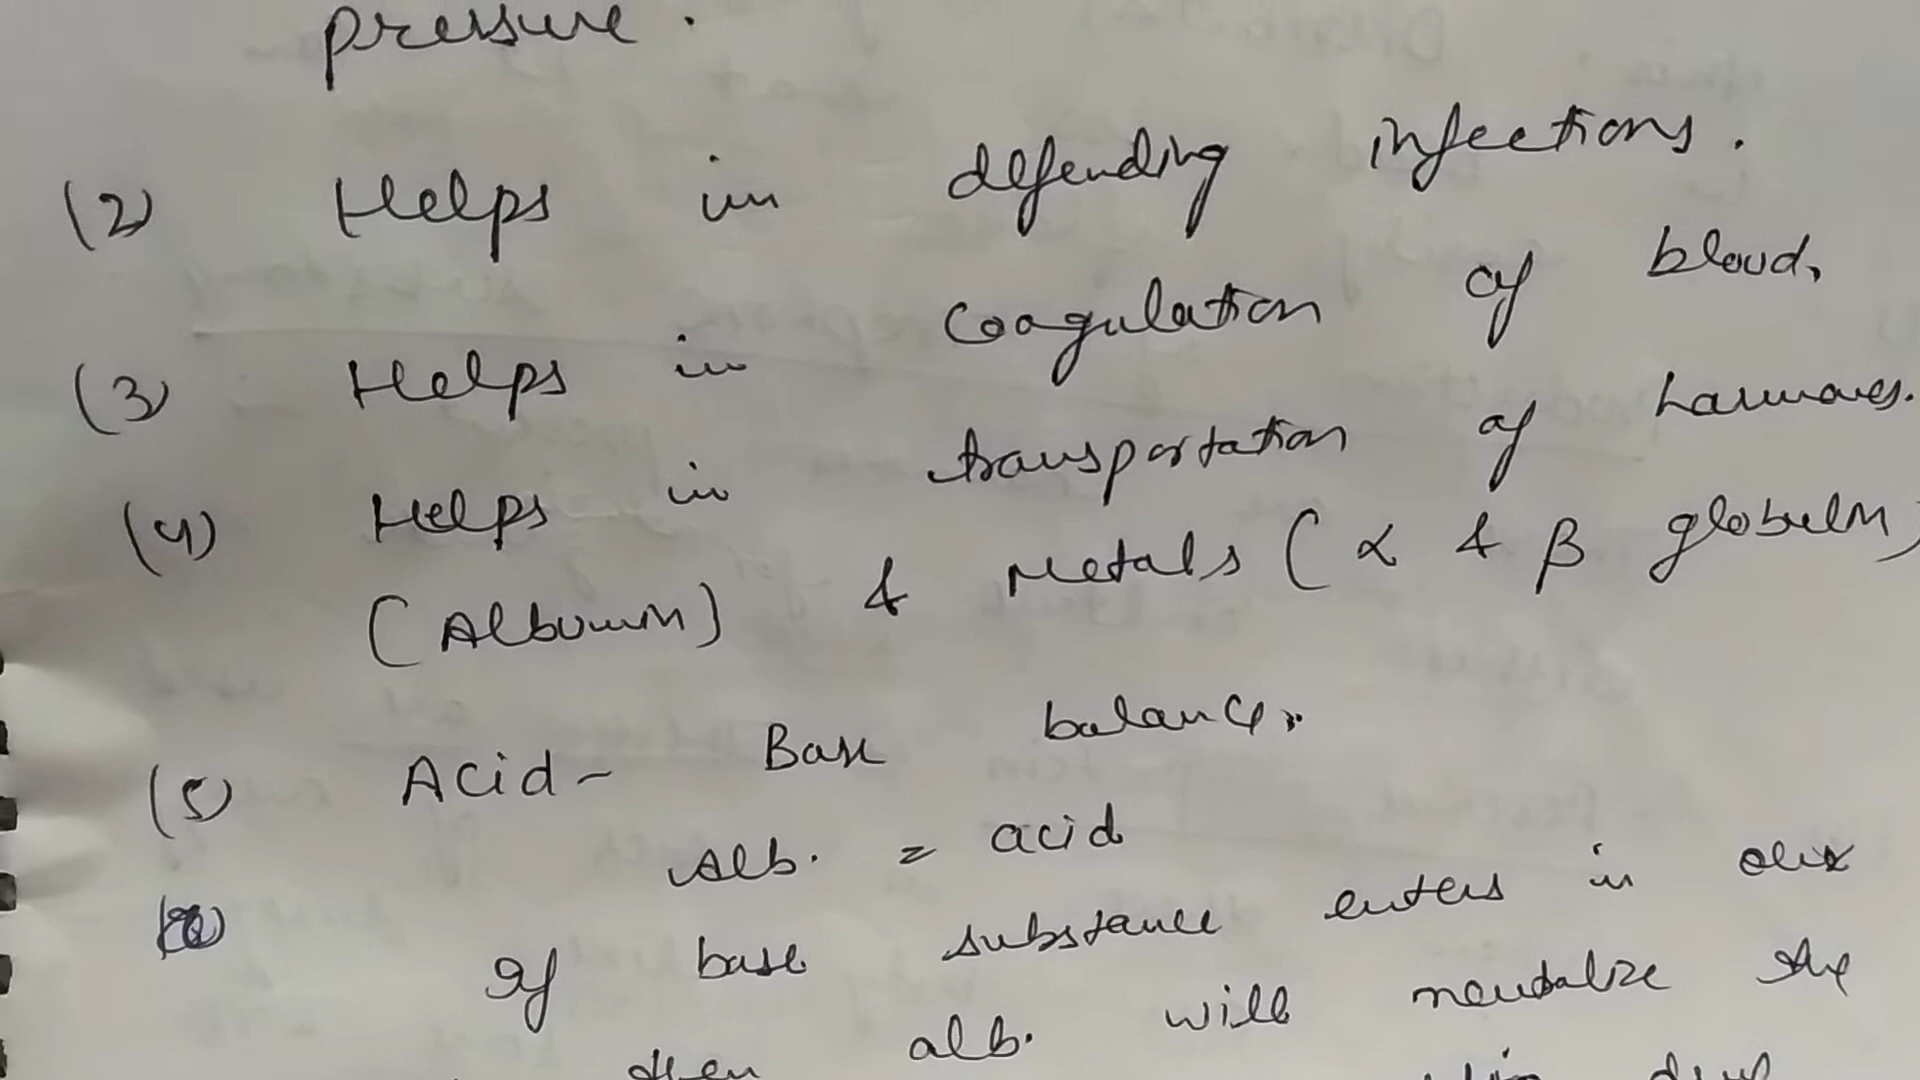 pressure.
(2) Helps in defending infections.
(3) Helps in coagulation of blood,
(4) Helps in transportation of harmones.
(Albumin) & Metals (α & β globulin)
(5) Acid- Base balance.
Alb. = acid
If base substance enters in our
then alb. will neutralize the